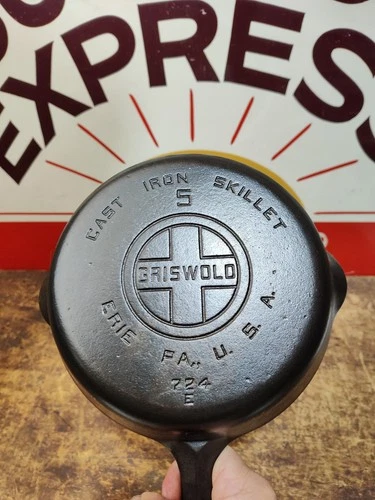 EXPRESS
CAST IRON SKILLET
5
GRISWOLD
ERIE PA., U.S.A.
724
E